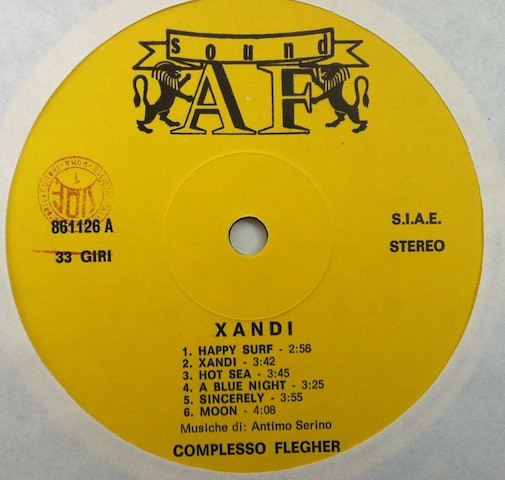 Sound
AF
861126 A
33 GIRI
S.I.A.E.
STEREO
XANDI
1. HAPPY SURF - 2:56
2. XANDI - 3:42
3. HOT SEA - 3:45
4. A BLUE NIGHT - 3:25
5. SINCERELY - 3:55
6. MOON - 4:08
Musiche di: Antimo Serino
COMPLESSO FLEGHER